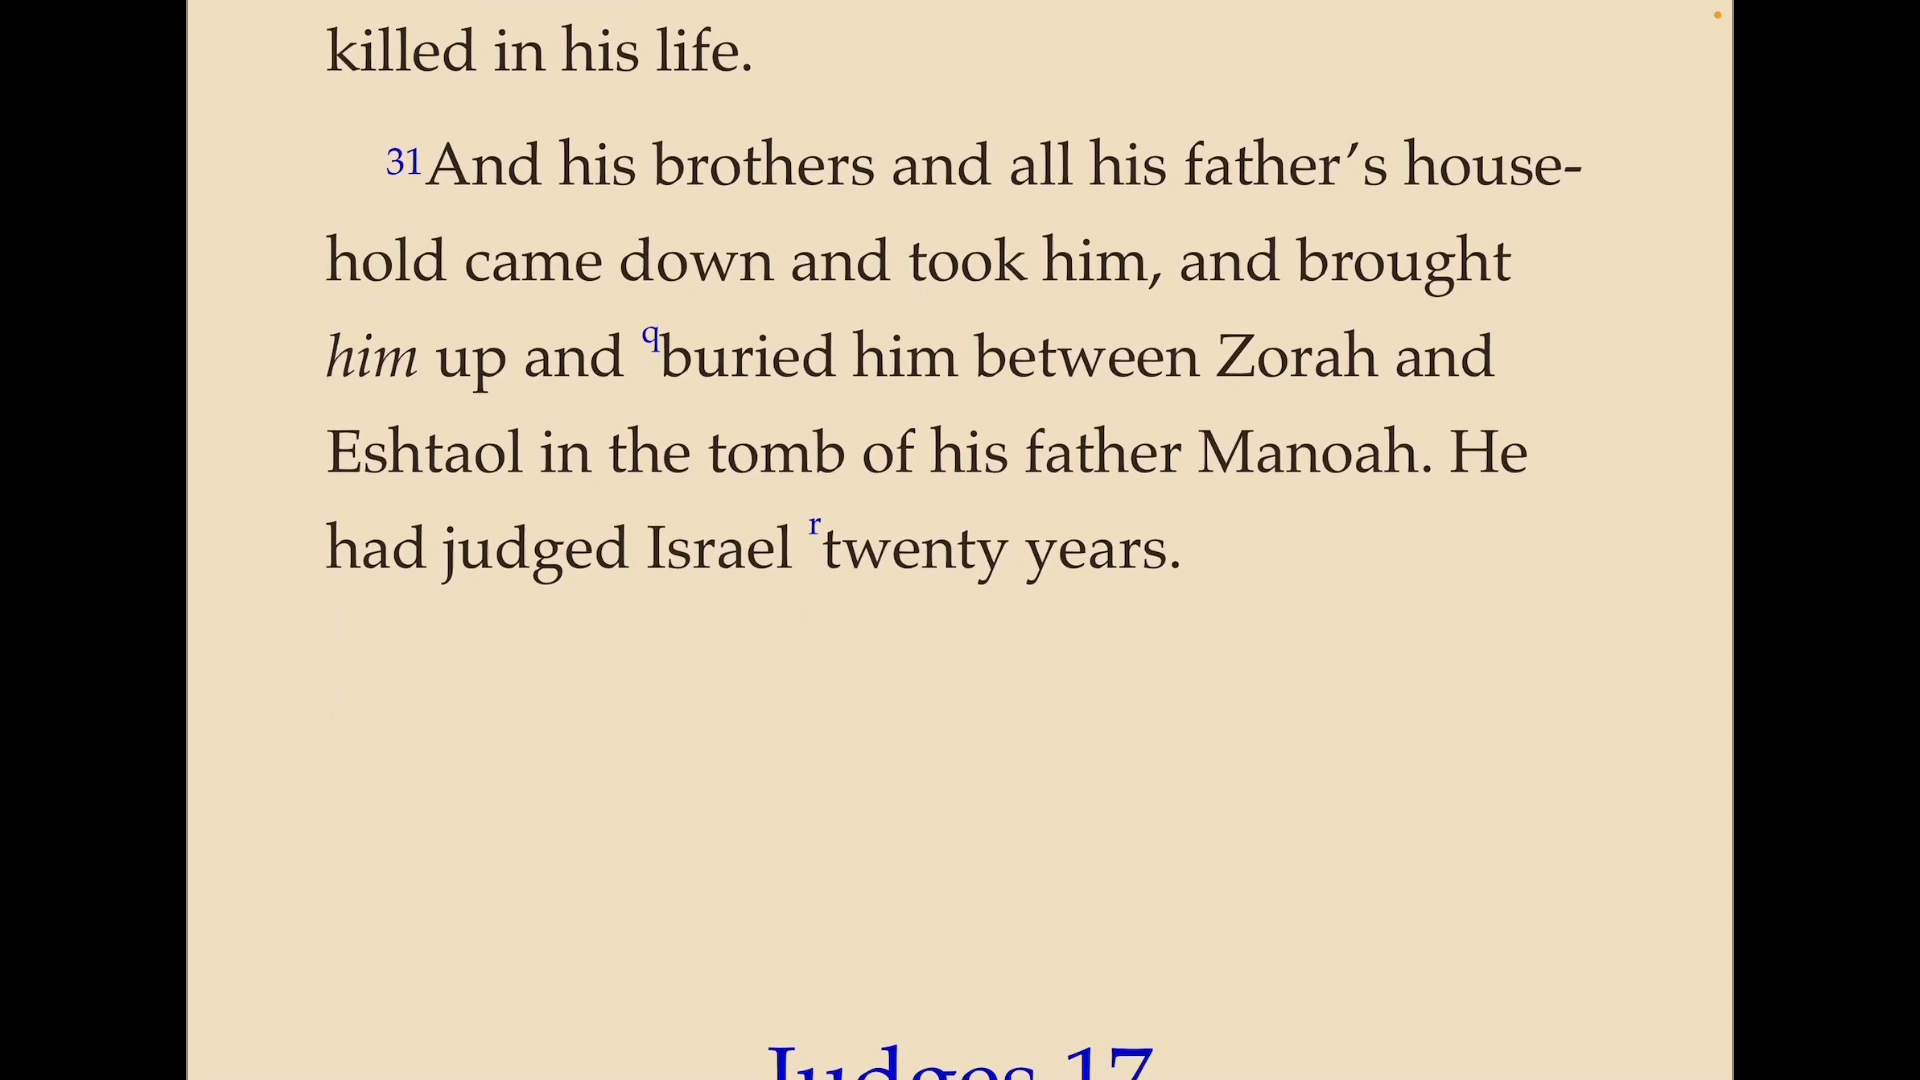 killed in his life.
31And his brothers and all his father’s house-
hold came down and took him, and brought
him up and qburied him between Zorah and
Eshtaol in the tomb of his father Manoah. He
had judged Israel rtwenty years.
Judges 17